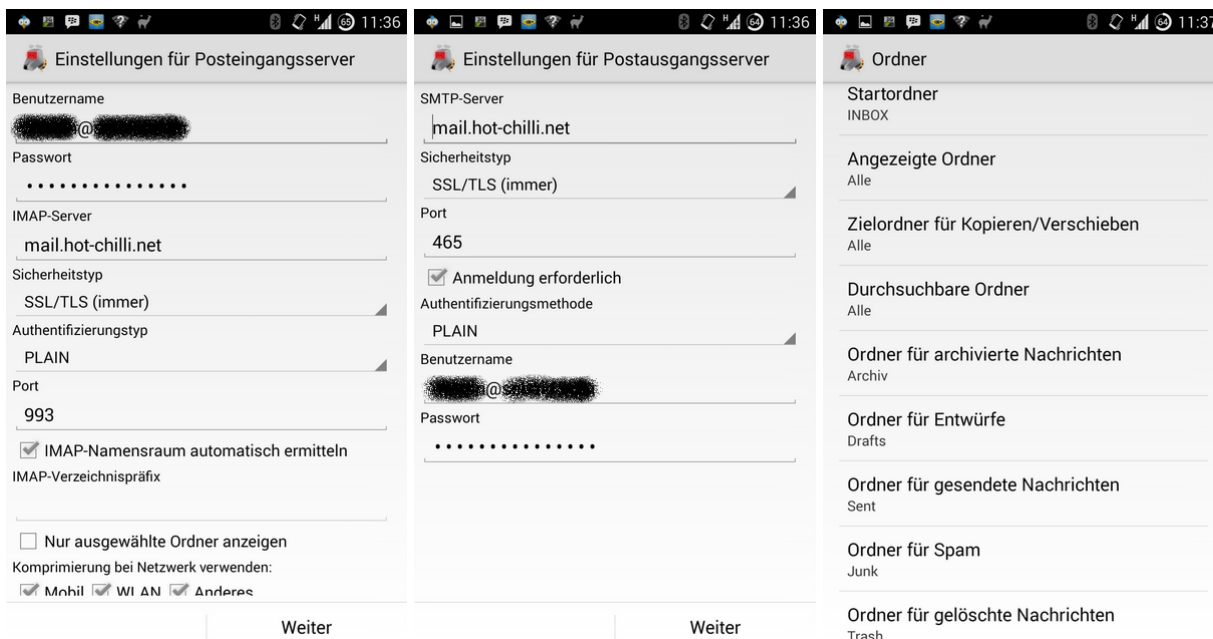 65 11:36
Einstellungen für Posteingangsserver
Benutzername
@
Passwort
IMAP-Server
mail.hot-chilli.net
Sicherheitstyp
SSL/TLS (immer)
Authentifizierungstyp
PLAIN
Port
993
IMAP-Namensraum automatisch ermitteln
IMAP-Verzeichnispräfix
Nur ausgewählte Ordner anzeigen
Komprimierung bei Netzwerk verwenden:
Mobil WLAN Anderes
Weiter
H 64 11:36
Einstellungen für Postausgangsserver
SMTP-Server
mail.hot-chilli.net
Sicherheitstyp
SSL/TLS (immer)
Port
465
Anmeldung erforderlich
Authentifizierungsmethode
PLAIN
Benutzername
@
Passwort
Weiter
H 64 11:37
Ordner
Startordner
INBOX
Angezeigte Ordner
Alle
Zielordner für Kopieren/Verschieben
Alle
Durchsuchbare Ordner
Alle
Ordner für archivierte Nachrichten
Archiv
Ordner für Entwürfe
Drafts
Ordner für gesendete Nachrichten
Sent
Ordner für Spam
Junk
Ordner für gelöschte Nachrichten
Trash